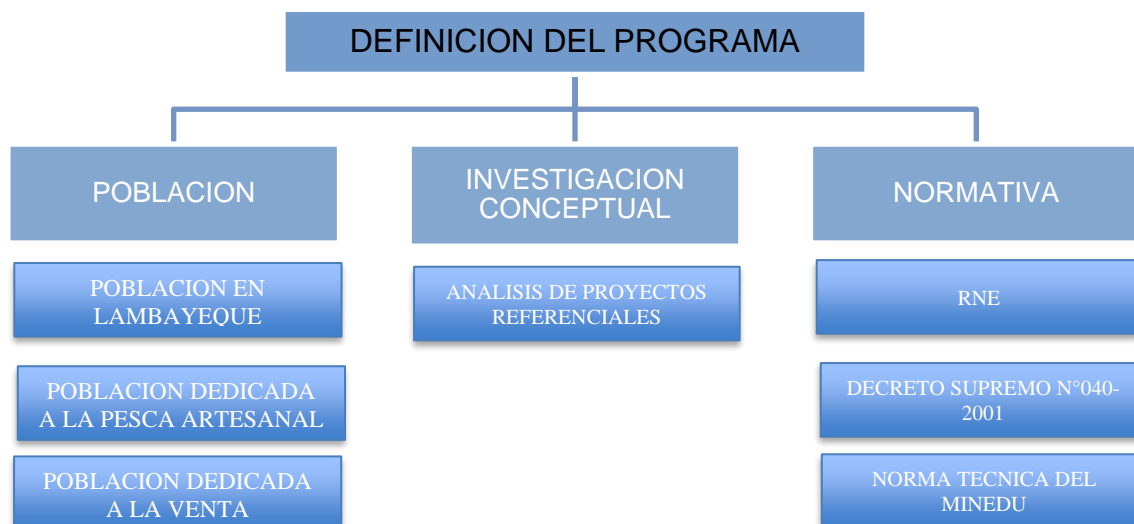 DEFINICION DEL PROGRAMA
POBLACION
INVESTIGACION
CONCEPTUAL
NORMATIVA
POBLACION EN
LAMBAYEQUE
ANALISIS DE PROYECTOS
REFERENCIALES
RNE
POBLACION DEDICADA
A LA PESCA ARTESANAL
DECRETO SUPREMO N°040-
2001
POBLACION DEDICADA
A LA VENTA
NORMA TECNICA DEL
MINEDU